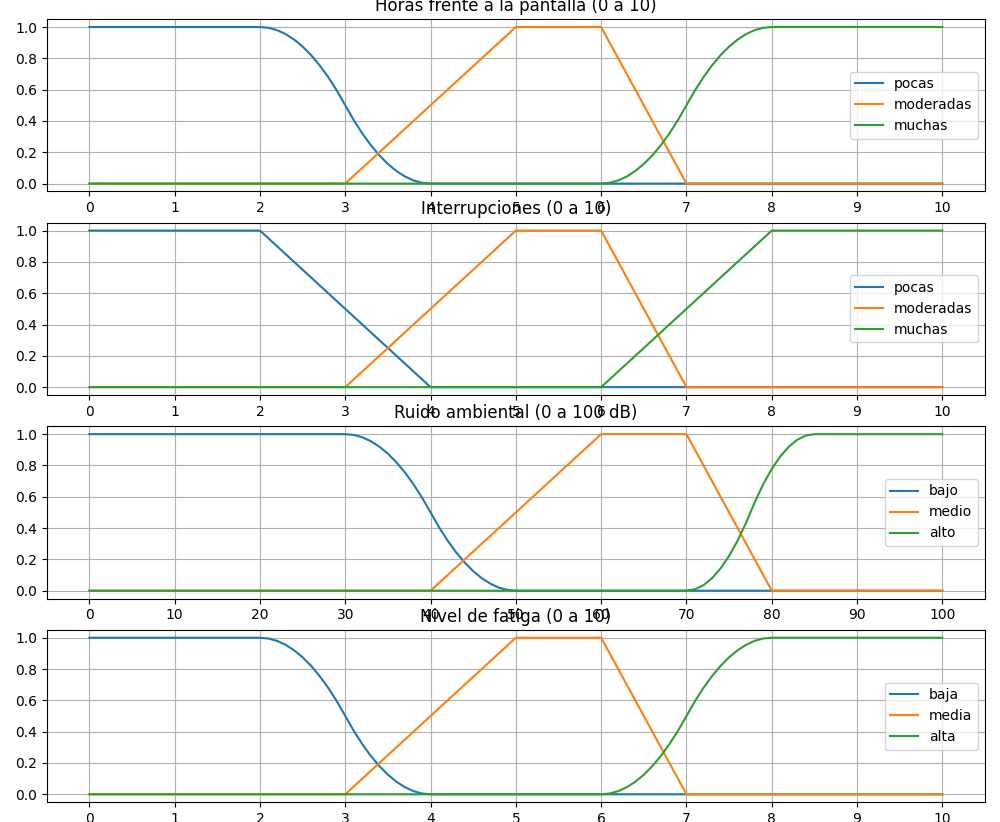 Horas frente a la pantalla (0 a 10)
1.0
0.8
0.6
0.4
0.2
0.0
pocas
moderadas
muchas
0 1 2 3 4 5 6 7 8 9 10
Interrupciones (0 a 10)
1.0
0.8
0.6
0.4
0.2
0.0
pocas
moderadas
muchas
0 1 2 3 4 5 6 7 8 9 10
Ruido ambiental (0 a 100 dB)
1.0
0.8
0.6
0.4
0.2
0.0
bajo
medio
alto
0 10 20 30 40 50 60 70 80 90 100
Nivel de fatiga (0 a 10)
1.0
0.8
0.6
0.4
0.2
0.0
baja
media
alta
0 1 2 3 4 5 6 7 8 9 10